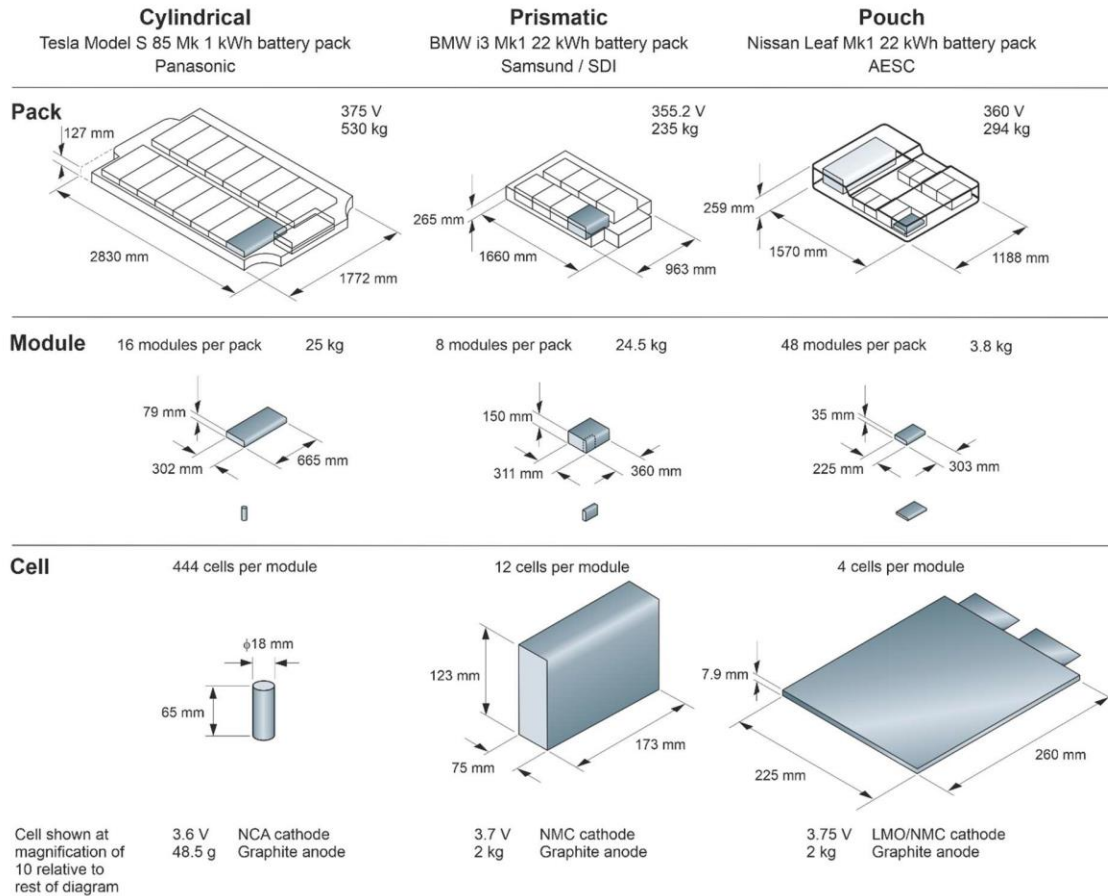 Cylindrical
Tesla Model S 85 Mk 1 kWh battery pack
Panasonic
Prismatic
BMW i3 Mk1 22 kWh battery pack
Samsund / SDI
Pouch
Nissan Leaf Mk1 22 kWh battery pack
AESC
Pack
375 V
530 kg
127 mm
2830 mm
1772 mm
355.2 V
235 kg
265 mm
1660 mm
963 mm
360 V
294 kg
259 mm
1570 mm
1188 mm
Module
16 modules per pack 25 kg
79 mm
302 mm
665 mm
8 modules per pack 24.5 kg
150 mm
311 mm
360 mm
48 modules per pack 3.8 kg
35 mm
225 mm
303 mm
Cell
444 cells per module
ϕ18 mm
65 mm
12 cells per module
123 mm
75 mm
173 mm
4 cells per module
7.9 mm
225 mm
260 mm
Cell shown at
magnification of
10 relative to
rest of diagram
3.6 V NCA cathode
48.5 g Graphite anode
3.7 V NMC cathode
2 kg Graphite anode
3.75 V LMO/NMC cathode
2 kg Graphite anode